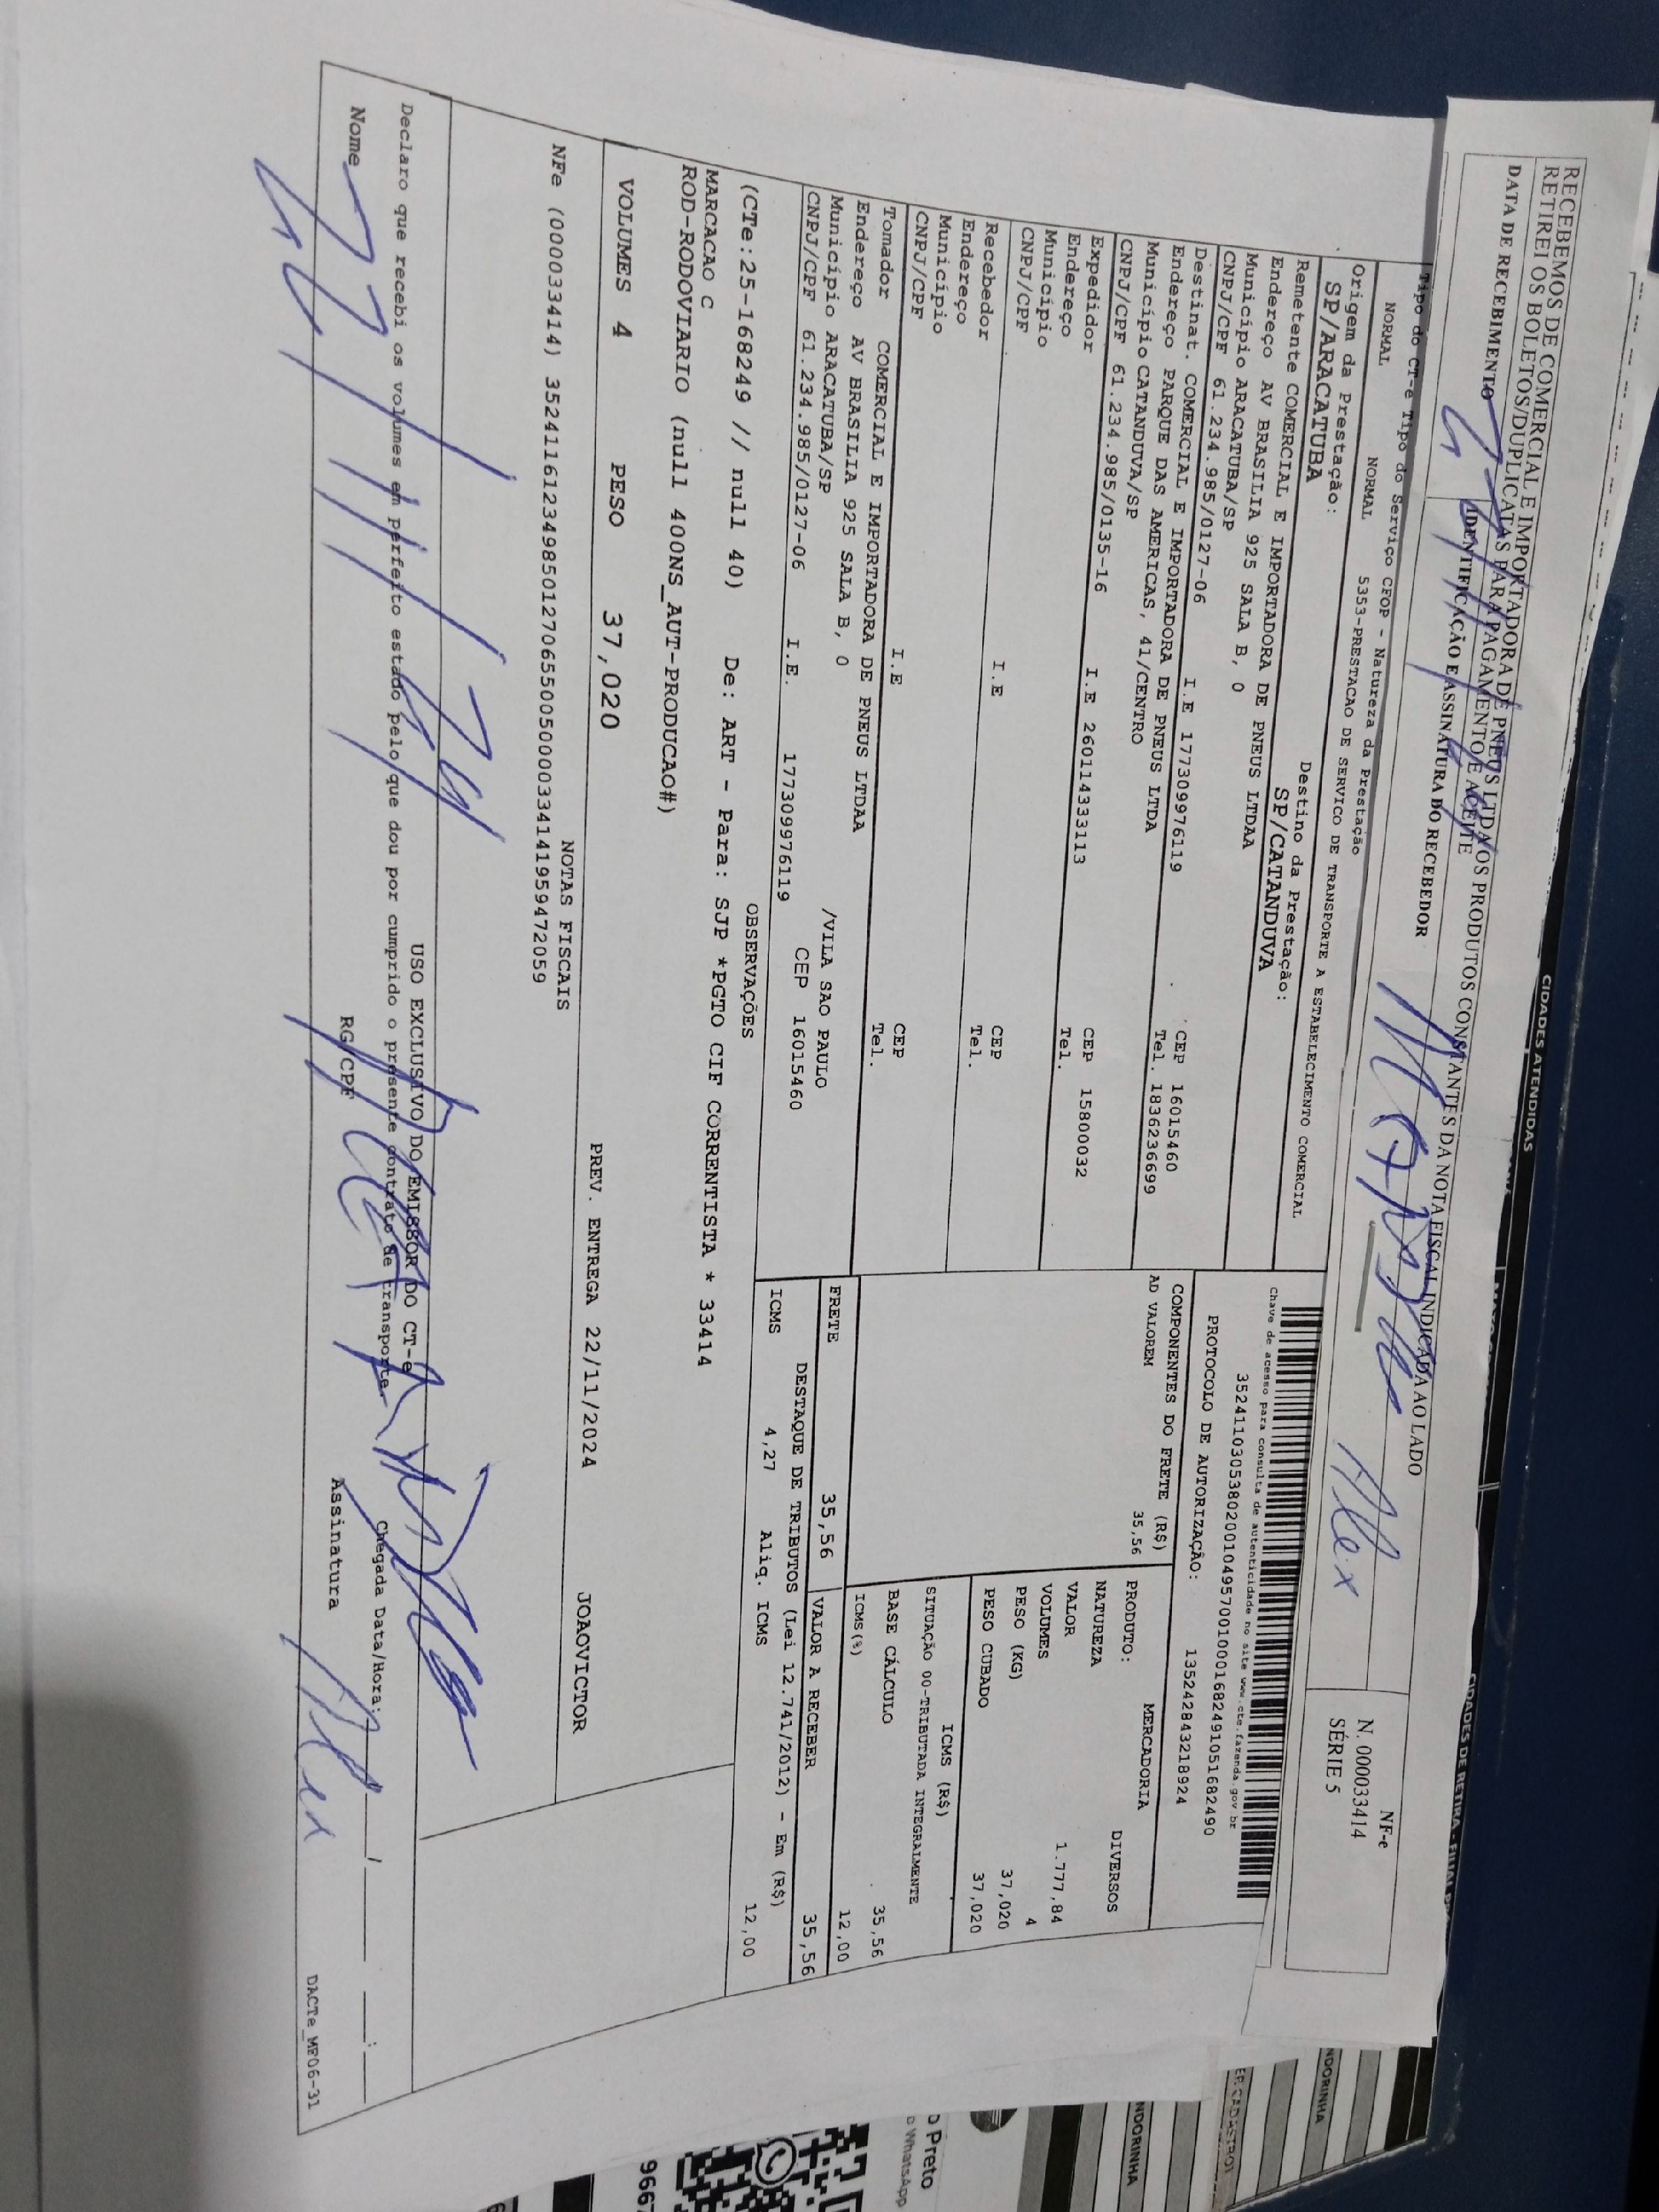 RECEBEMOS DE COMERCIAL E IMPORTADORA DE PNEUS LTDA OS PRODUTOS CONSTANTES DA NOTA FISCAL INDICADA AO LADO
RETIREI OS BOLETOS/DUPLICATAS PARA PAGAMENTO E ACEITE
DATA DE RECEBIMENTO
IDENTIFICAÇÃO E ASSINATURA DO RECEBEDOR
Alex
NF-e
N. 000033414
SÉRIE 5
Tipo do CT-e Tipo do Serviço CFOP - Natureza da Prestação
NORMAL NORMAL 5353-PRESTACAO DE SERVICO DE TRANSPORTE A ESTABELECIMENTO COMERCIAL
Origem da Prestação: Destino da Prestação:
SP/ARACATUBA SP/CATANDUVA
Remetente COMERCIAL E IMPORTADORA DE PNEUS LTDAA
Endereço AV BRASILIA 925 SALA B, 0
Município ARACATUBA/SP CEP 16015460
CNPJ/CPF 61.234.985/0127-06 I.E 177309976119 Tel. 1836236699
Destinat. COMERCIAL E IMPORTADORA DE PNEUS LTDA
Endereço PARQUE DAS AMERICAS, 41/CENTRO
Município CATANDUVA/SP CEP 15800032
CNPJ/CPF 61.234.985/0135-16 I.E 260114333113 Tel.
Expedidor
Endereço
Município CEP
CNPJ/CPF I.E Tel.
Recebedor
Endereço
Município CEP
CNPJ/CPF I.E Tel.
Tomador COMERCIAL E IMPORTADORA DE PNEUS LTDAA
Endereço AV BRASILIA 925 SALA B, 0 /VILA SAO PAULO
Município ARACATUBA/SP CEP 16015460
CNPJ/CPF 61.234.985/0127-06 I.E. 177309976119
Chave de acesso para consulta de autenticidade no site www.cte.fazenda.gov.br
35241103053802001049570010001682491051682490
PROTOCOLO DE AUTORIZAÇÃO: 135242843218924
COMPONENTES DO FRETE (R$)
AD VALOREM 35,56
MERCADORIA
PRODUTO: DIVERSOS
NATUREZA
VALOR 1.777,84
VOLUMES 4
PESO (KG) 37,020
PESO CUBADO 37,020
ICMS (R$)
SITUAÇÃO 00-TRIBUTADA INTEGRALMENTE
BASE CÁLCULO 35,56
ICMS(%) 12,00
FRETE 35,56 VALOR A RECEBER 35,56
DESTAQUE DE TRIBUTOS (Lei 12.741/2012) - Em (R$)
ICMS 4,27 Aliq. ICMS 12,00
OBSERVAÇÕES
(CTe:25-168249 // null 40) De: ART - Para: SJP *PGTO CIF CORRENTISTA * 33414
MARCACAO C
ROD-RODOVIARIO (null 400NS_AUT-PRODUCAO#)
VOLUMES 4 PESO 37,020 PREV. ENTREGA 22/11/2024 JOAOVICTOR
NOTAS FISCAIS
NFe (000033414) 35241161234985012706550050000334141959472059
USO EXCLUSIVO DO EMISSOR DO CT-e
Declaro que recebi os volumes em perfeito estado pelo que dou por cumprido o presente contrato de transporte. Chegada Data/Hora:
Nome RG/CPF Assinatura
Alex
DACTe_MF06-31
CIDADES ATENDIDAS
NDORINHA
NDORINHA
o Preto
o WhatsApp